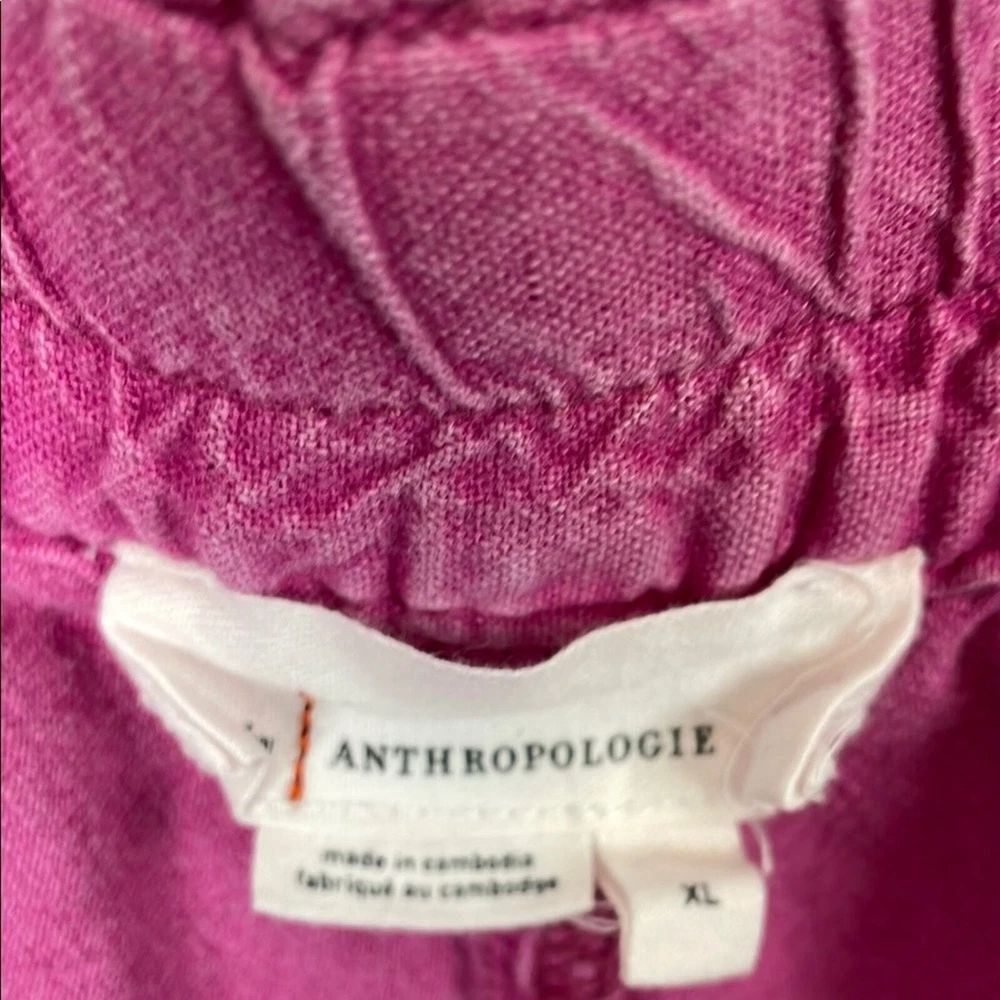 ANTHROPOLOGIE
made in cambodia
fabriqué au cambodge
XL